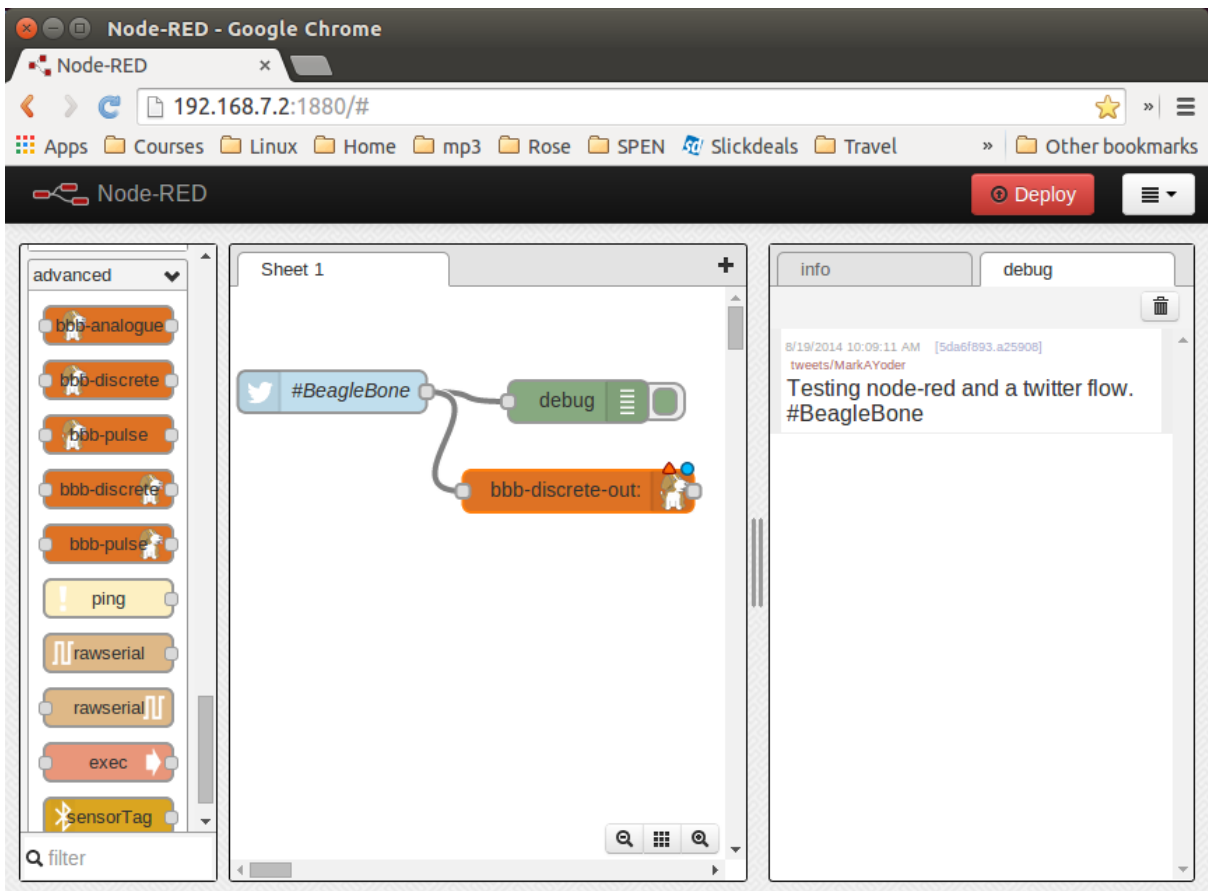 Node-RED - Google Chrome
Node-RED ×
192.168.7.2:1880/# »
Apps Courses Linux Home mp3 Rose SPEN Slickdeals Travel » Other bookmarks
Node-RED Deploy
advanced
bbb-analogue
bbb-discrete
bbb-pulse
bbb-discrete
bbb-pulse
ping
rawserial
rawserial
exec
sensorTag
filter
Sheet 1 +
#BeagleBone
debug
bbb-discrete-out:
info debug
8/19/2014 10:09:11 AM [5da6f893.a25908]
tweets/MarkAYoder
Testing node-red and a twitter flow.
#BeagleBone